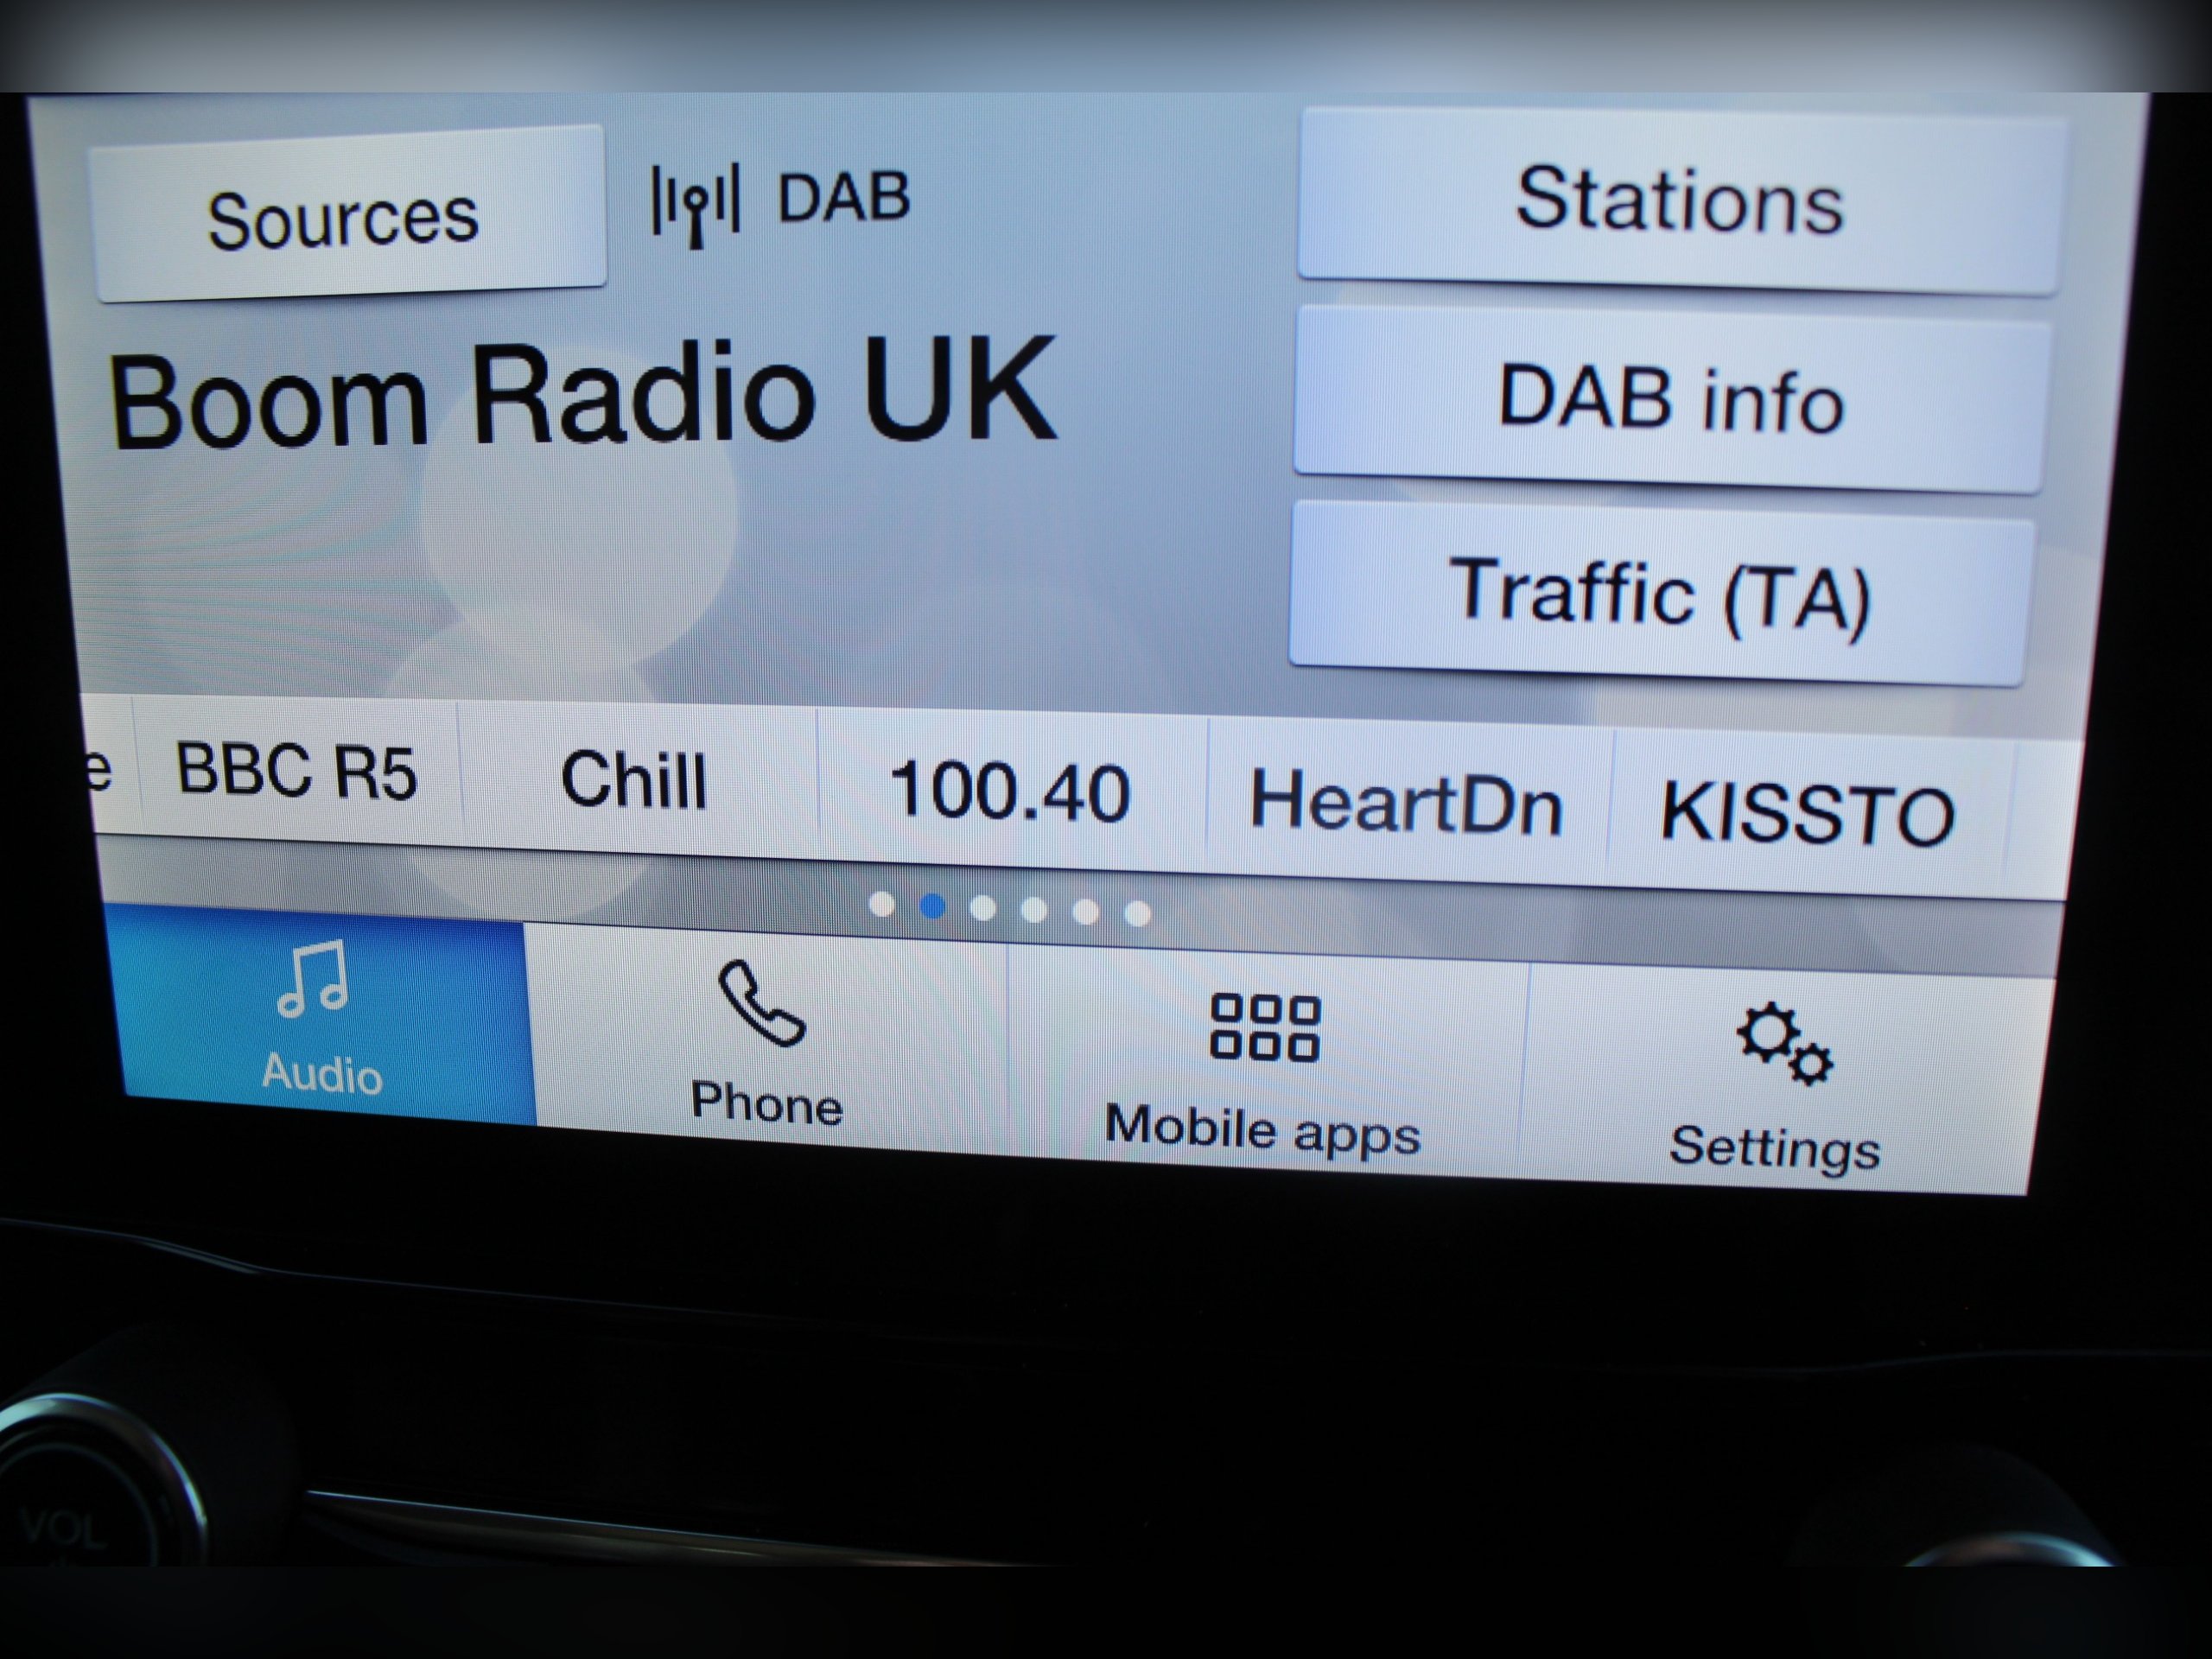 Sources
DAB
Stations
Boom Radio UK
DAB info
Traffic (TA)
e BBC R5 Chill 100.40 HeartDn KISSTO
Audio Phone Mobile apps Settings
VOL